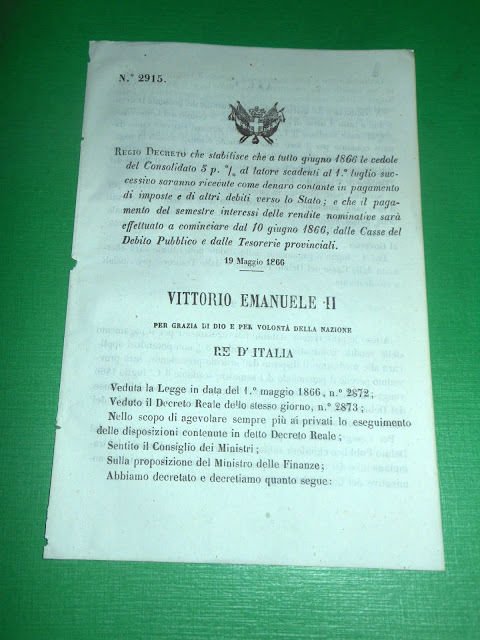 N.° 2915.
REGIO DECRETO che stabilisce che a tutto giugno 1866 le cedole
del Consolidato 5 p. % al latore scadenti al 1.° luglio suc-
cessivo saranno ricevute come denaro contante in pagamento
di imposte e di altri debiti verso lo Stato; e che il paga-
mento del semestre interessi delle rendite nominative sarà
effettuato a cominciare dal 10 giugno 1866, dalle Casse del
Debito Pubblico e dalle Tesorerie provinciali.
19 Maggio 1866
VITTORIO EMANUELE II
PER GRAZIA DI DIO E PER VOLONTÀ DELLA NAZIONE
RE D'ITALIA
Veduta la Legge in data del 1.° maggio 1866, n.° 2872;
Veduto il Decreto Reale dello stesso giorno, n.° 2873;
Nello scopo di agevolare sempre più ai privati lo eseguimento
delle disposizioni contenute in detto Decreto Reale;
Sentito il Consiglio dei Ministri;
Sulla proposizione del Ministro delle Finanze;
Abbiamo decretato e decretiamo quanto segue: